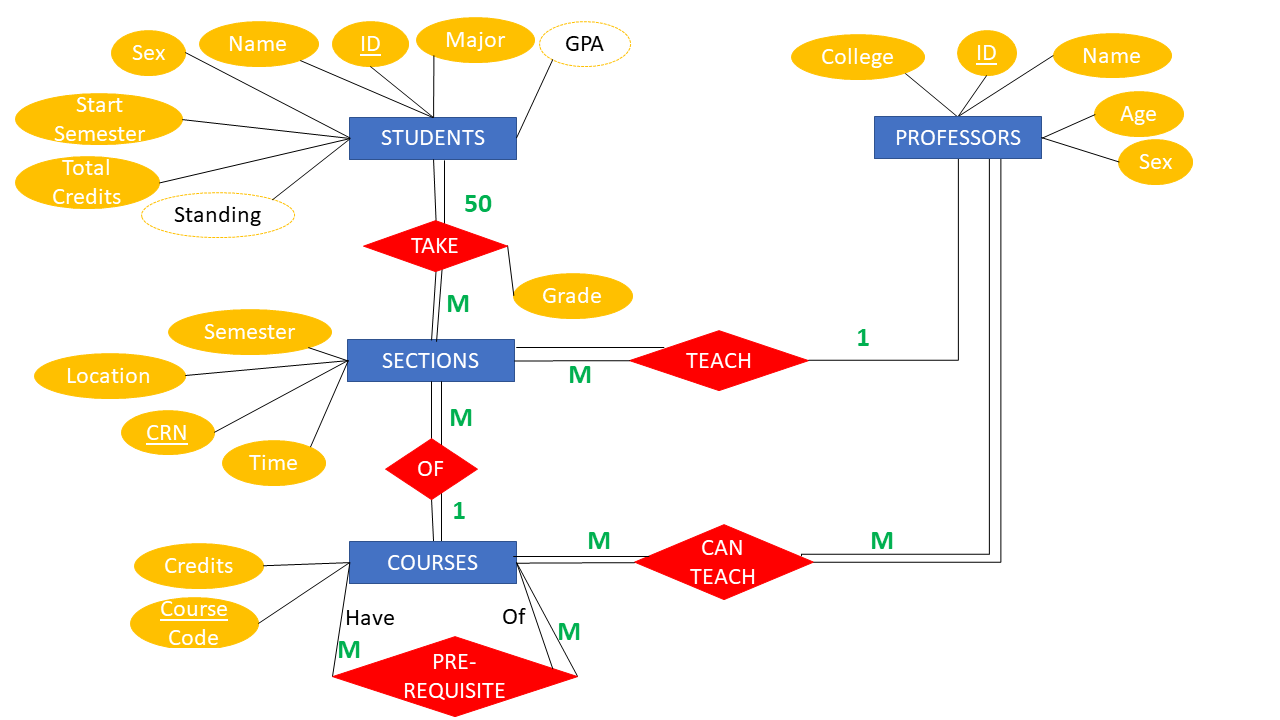 Sex
Name
ID
Major
GPA
College
ID
Name
Start
Semester
STUDENTS
PROFESSORS
Age
Sex
Total
Credits
Standing
50
TAKE
Grade
M
Semester
Location
CRN
Time
SECTIONS
M
TEACH
1
M
OF
1
Credits
Course
Code
COURSES
M
CAN
TEACH
M
Have
M
Of
M
PRE-
REQUISITE